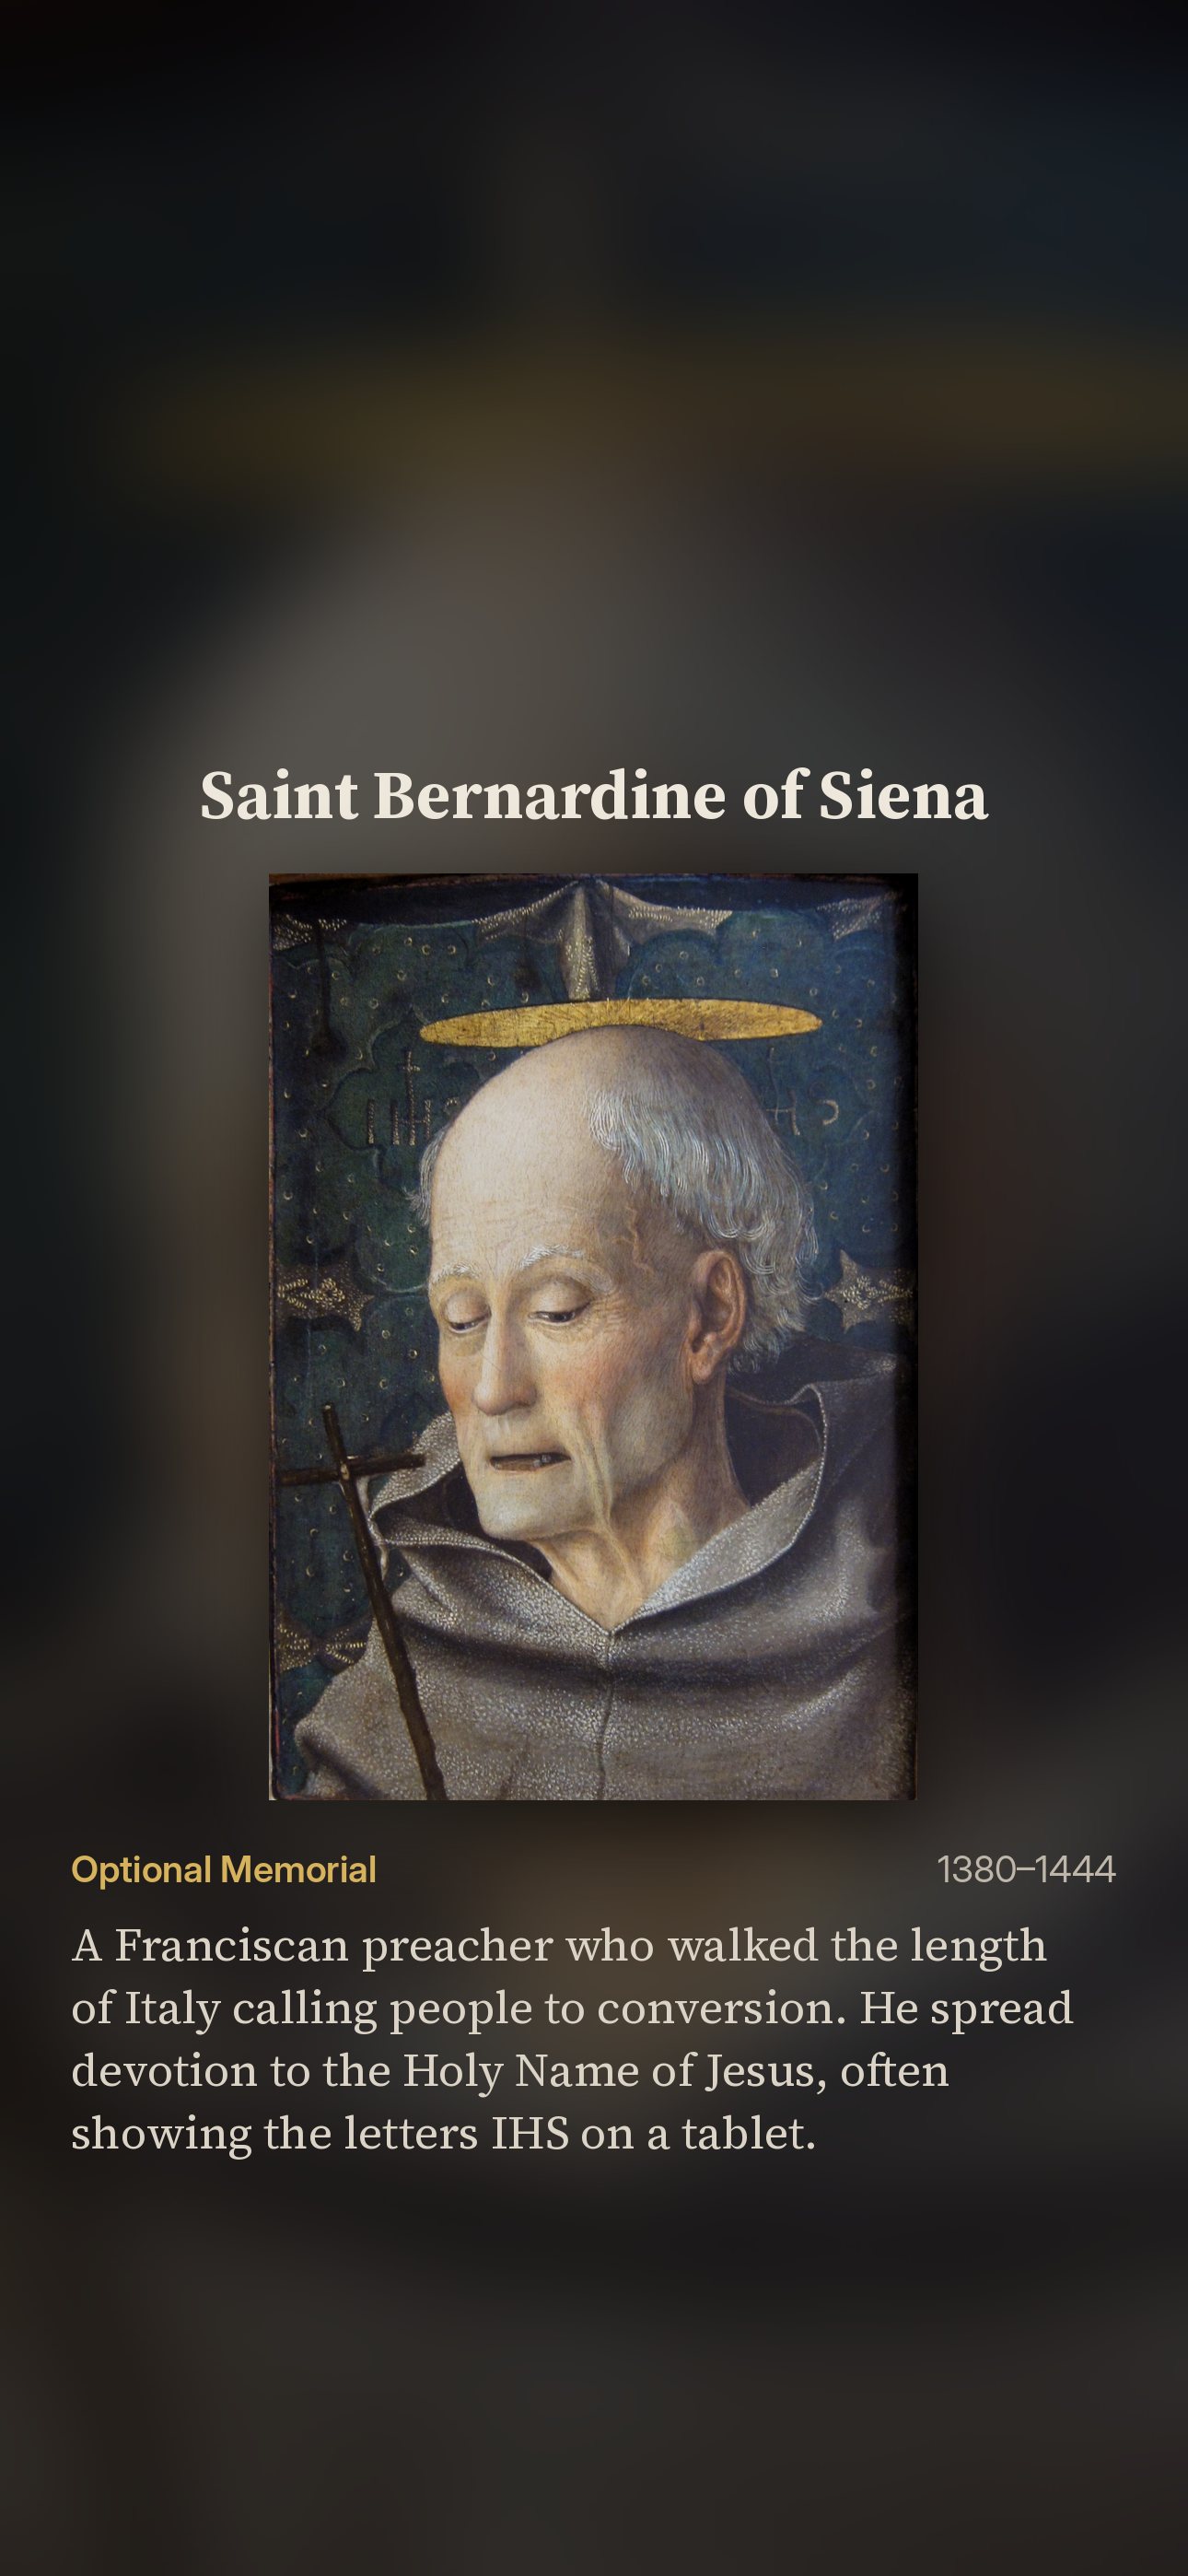 Saint Bernardine of Siena
Optional Memorial
1380–1444
A Franciscan preacher who walked the length
of Italy calling people to conversion. He spread
devotion to the Holy Name of Jesus, often
showing the letters IHS on a tablet.